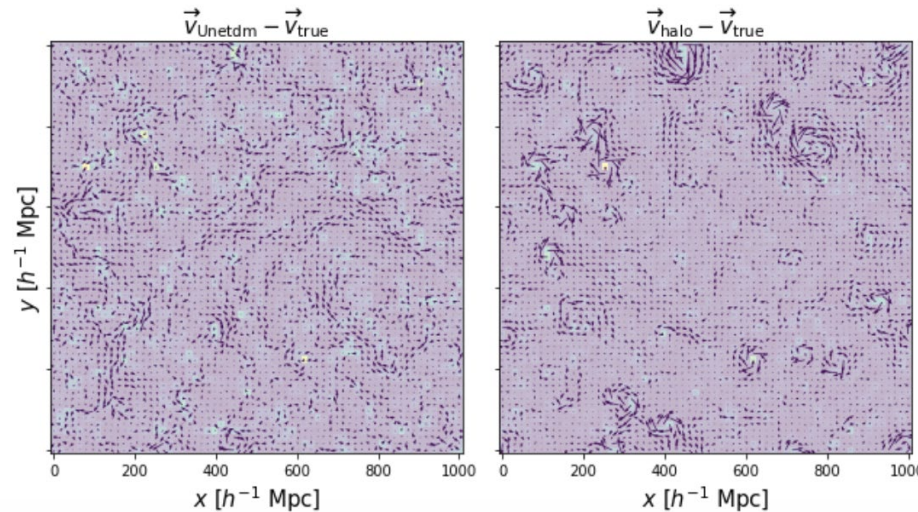 v⃗Unetdm − v⃗true
v⃗halo − v⃗true
y [h⁻¹ Mpc]
0 200 400 600 800 1000
0 200 400 600 800 100
x [h⁻¹ Mpc]
x [h⁻¹ Mpc]